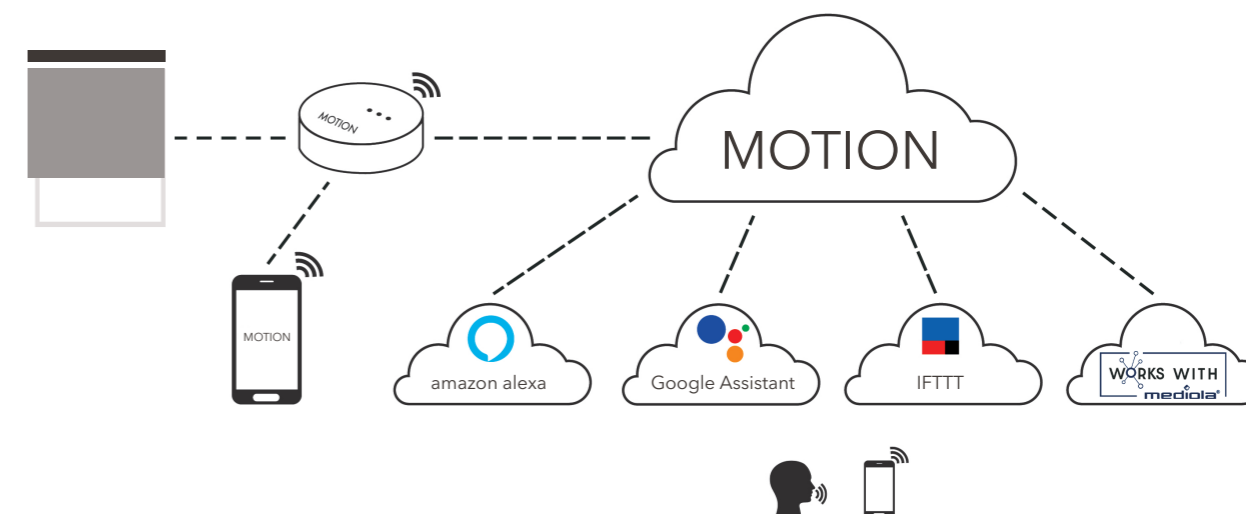 MOTION
MOTION
MOTION
amazon alexa
Google Assistant
IFTTT
WORKS WITH
mediola®